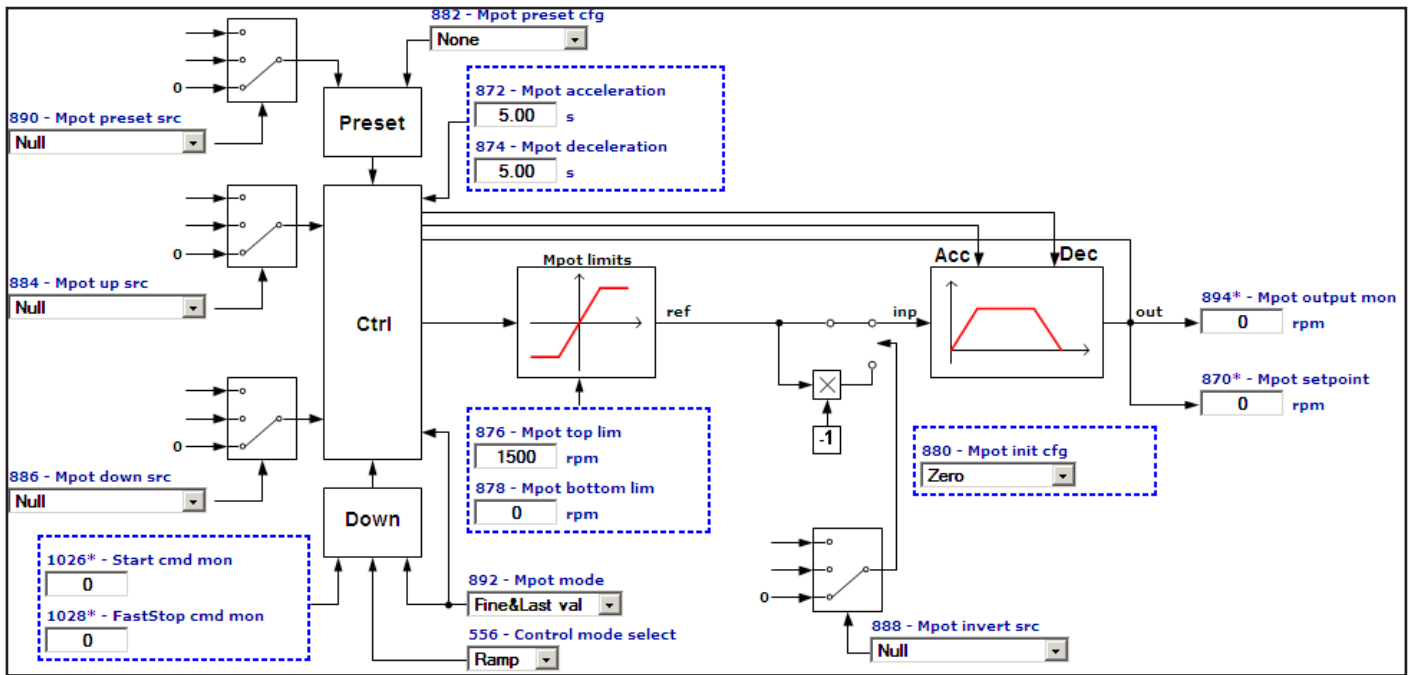 882 - Mpot preset cfg
None
0
890 - Mpot preset src
Null
Preset
872 - Mpot acceleration
5.00 s
874 - Mpot deceleration
5.00 s
0
884 - Mpot up src
Null
Ctrl
Mpot limits
ref
inp
Acc
Dec
out
894* - Mpot output mon
0 rpm
870* - Mpot setpoint
0 rpm
-1
0
886 - Mpot down src
Null
876 - Mpot top lim
1500 rpm
878 - Mpot bottom lim
0 rpm
880 - Mpot init cfg
Zero
Down
1026* - Start cmd mon
0
1028* - FastStop cmd mon
0
892 - Mpot mode
Fine&Last val
556 - Control mode select
Ramp
0
888 - Mpot invert src
Null